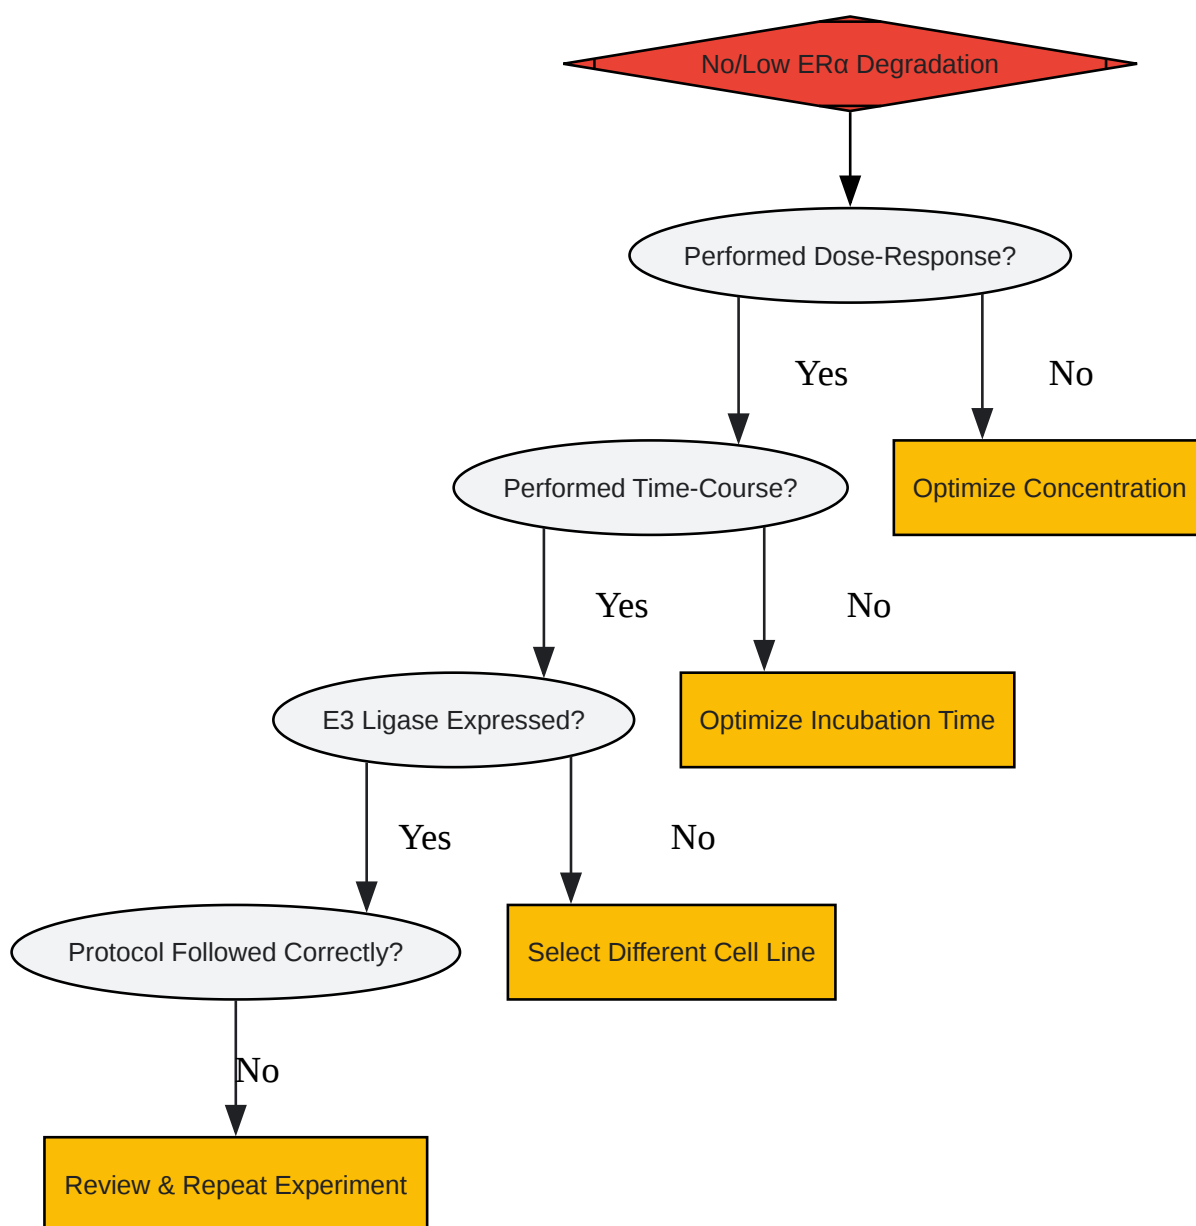 No/Low ERα Degradation
Performed Dose-Response?
Yes
No
Performed Time-Course?
Optimize Concentration
Yes
No
E3 Ligase Expressed?
Optimize Incubation Time
Yes
No
Protocol Followed Correctly?
Select Different Cell Line
No
Review & Repeat Experiment